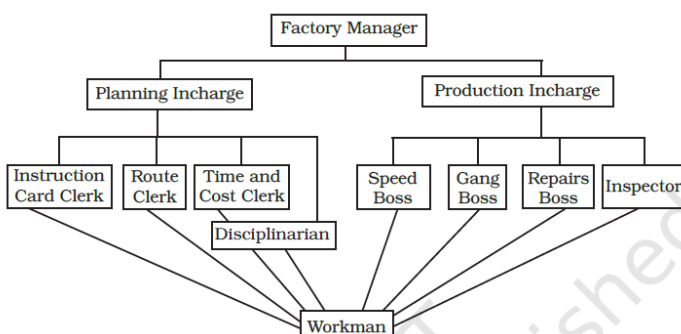 Factory Manager
Planning Incharge
Production Incharge
Instruction
Card Clerk
Route
Clerk
Time and
Cost Clerk
Disciplinarian
Speed
Boss
Gang
Boss
Repairs
Boss
Inspector
Workman